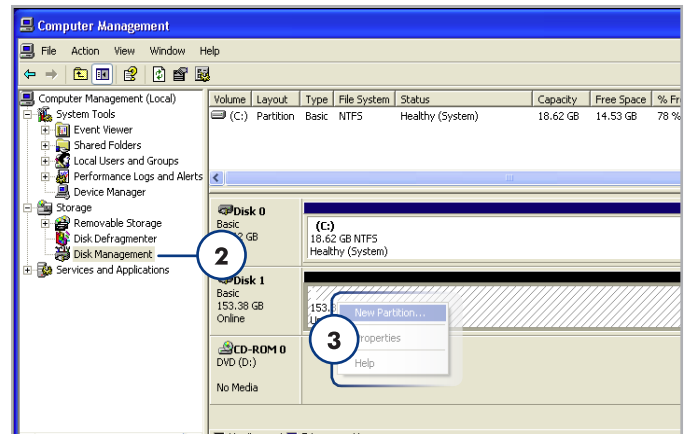 Computer Management
File Action View Window Help
Computer Management (Local)
System Tools
Event Viewer
Shared Folders
Local Users and Groups
Performance Logs and Alerts
Device Manager
Storage
Removable Storage
Disk Defragmenter
Disk Management
Services and Applications
Volume Layout Type File System Status Capacity Free Space
(C:) Partition Basic NTFS Healthy (System) 18.62 GB 14.53 GB 78 %
Disk 0
Basic
GB
(C:)
18.62 GB NTFS
Healthy (System)
2
Disk 1
Basic
153.38 GB
Online
New Partition...
Properties
Help
3
CD-ROM 0
DVD (D:)
No Media